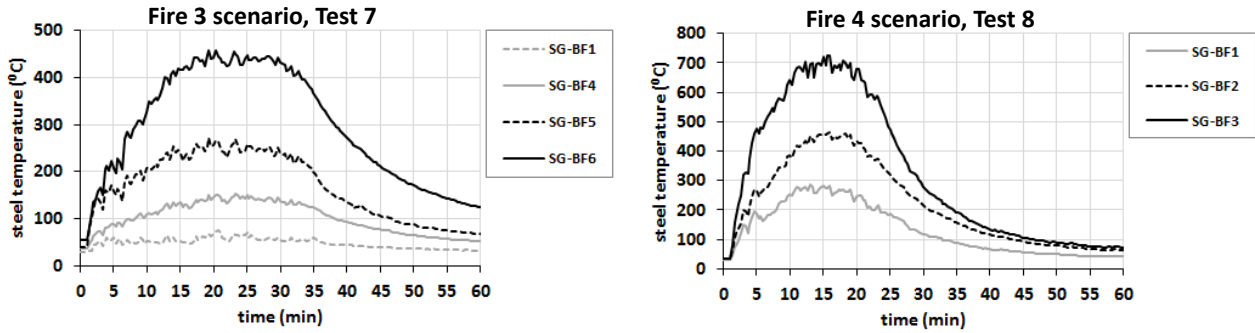 Fire 3 scenario, Test 7
steel temperature (⁰C)
500
400
300
200
100
0
0 5 10 15 20 25 30 35 40 45 50 55 60
time (min)
SG-BF1
SG-BF4
SG-BF5
SG-BF6
Fire 4 scenario, Test 8
steel temperature (⁰C)
800
700
600
500
400
300
200
100
0
0 5 10 15 20 25 30 35 40 45 50 55 60
time (min)
SG-BF1
SG-BF2
SG-BF3